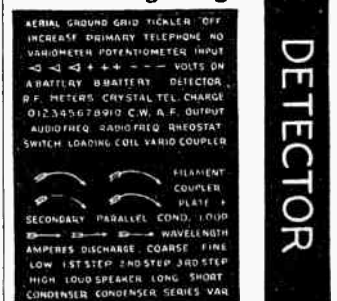 AERIAL GROUND GRID TICKLER OFF
INCREASE PRIMARY TELEPHONE NO
VARIOMETER POTENTIOMETER INPUT
+ + + - - - VOLTS ON
A BATTERY B BATTERY DETECTOR
R.F. METERS CRYSTAL TEL. CHARGE
012345678910 C.W. A.F. OUTPUT
AUDIO FREQ. RADIO FREQ RHEOSTAT
SWITCH LOADING COIL VARIO COUPLER
FILAMENT
COUPLER
PLATE +
SECONDARY PARALLEL COND. LOUD
WAVELENGTH
AMPERES DISCHARGE. COARSE FINE
LOW 1ST STEP 2ND STEP 3RD STEP
HIGH LOUD SPEAKER LONG SHORT
CONDENSER CONDENSER SERIES VAR
DETECTOR